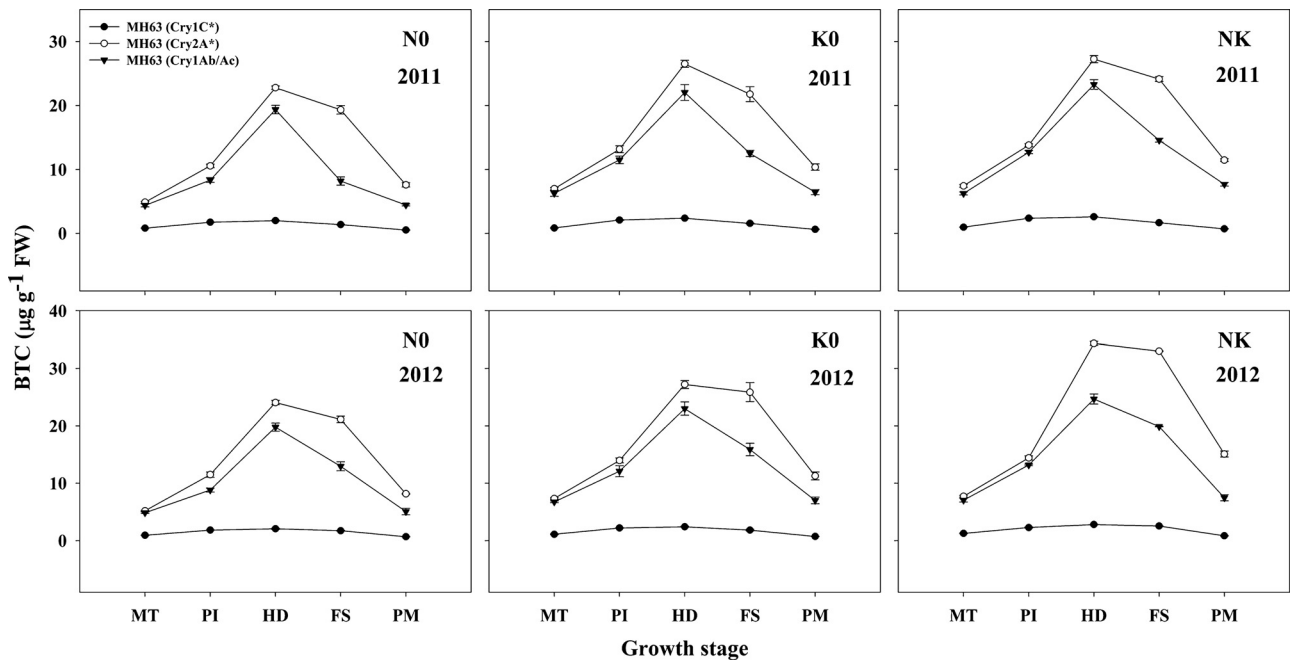 MH63 (Cry1C*)
MH63 (Cry2A*)
MH63 (Cry1Ab/Ac)
N0
2011
K0
2011
NK
2011
30
20
10
0
BTC (µg g⁻¹ FW)
N0
2012
K0
2012
NK
2012
40
30
20
10
0
MT PI HD FS PM
MT PI HD FS PM
MT PI HD FS PM
Growth stage